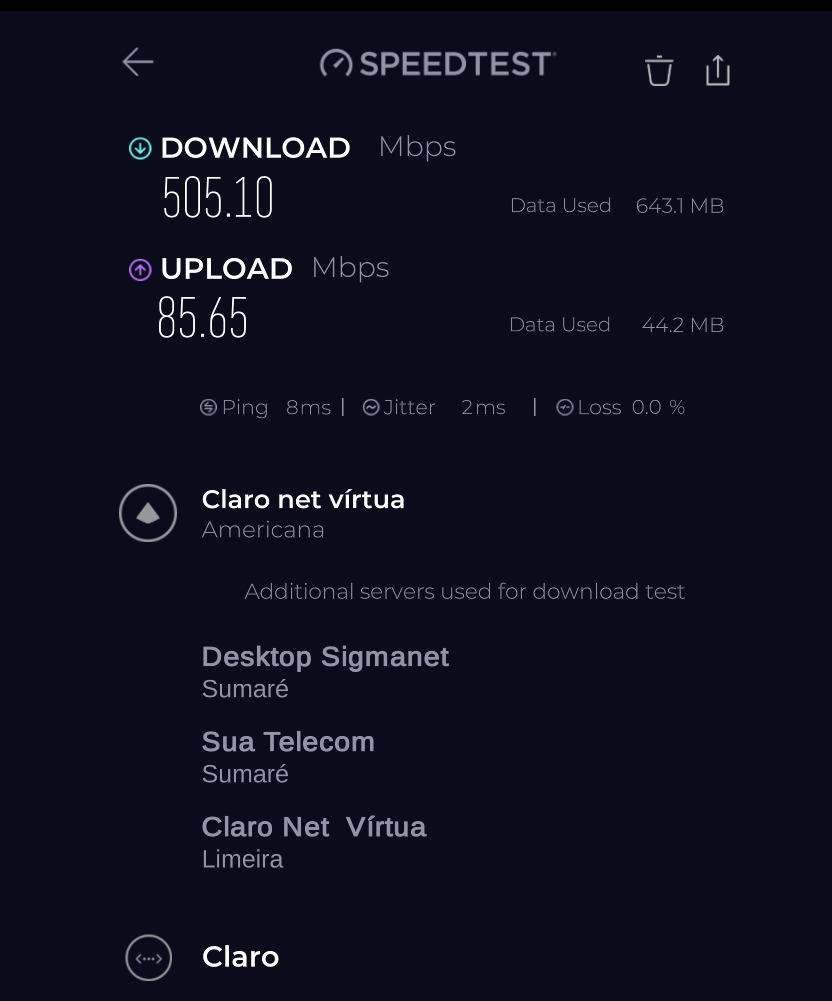 SPEEDTEST
DOWNLOAD Mbps
505.10
Data Used 643.1 MB
UPLOAD Mbps
85.65
Data Used 44.2 MB
Ping 8ms | Jitter 2ms | Loss 0.0 %
Claro net vírtua
Americana
Additional servers used for download test
Desktop Sigmanet
Sumaré
Sua Telecom
Sumaré
Claro Net Vírtua
Limeira
Claro